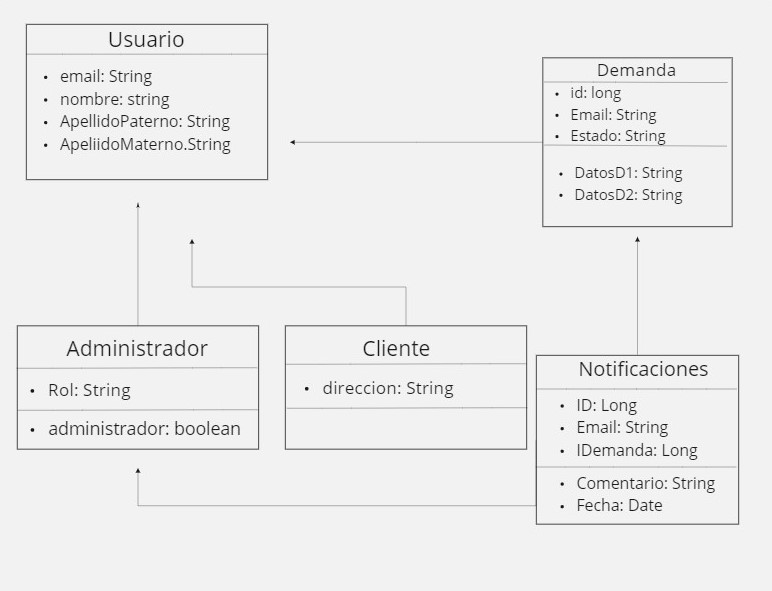 Usuario
email: String
nombre: string
ApellidoPaterno: String
ApeliidoMaterno.String
Demanda
id: long
Email: String
Estado: String
DatosD1: String
DatosD2: String
Administrador
Rol: String
administrador: boolean
Cliente
direccion: String
Notificaciones
ID: Long
Email: String
IDemanda: Long
Comentario: String
Fecha: Date